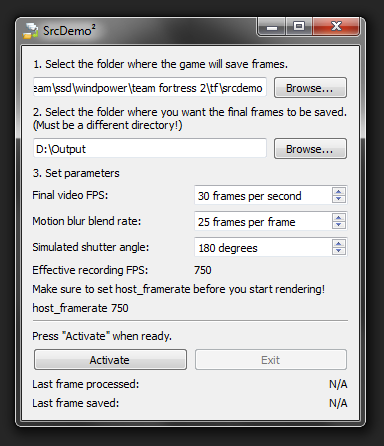 SrcDemo²
1. Select the folder where the game will save frames.
eam\ssd\windpower\team fortress 2\tf\srcdemo
Browse...
2. Select the folder where you want the final frames to be saved.
(Must be a different directory!)
D:\Output
Browse...
3. Set parameters
Final video FPS: 30 frames per second
Motion blur blend rate: 25 frames per frame
Simulated shutter angle: 180 degrees
Effective recording FPS: 750
Make sure to set host_framerate before you start rendering!
host_framerate 750
Press "Activate" when ready.
Activate Exit
Last frame processed: N/A
Last frame saved: N/A